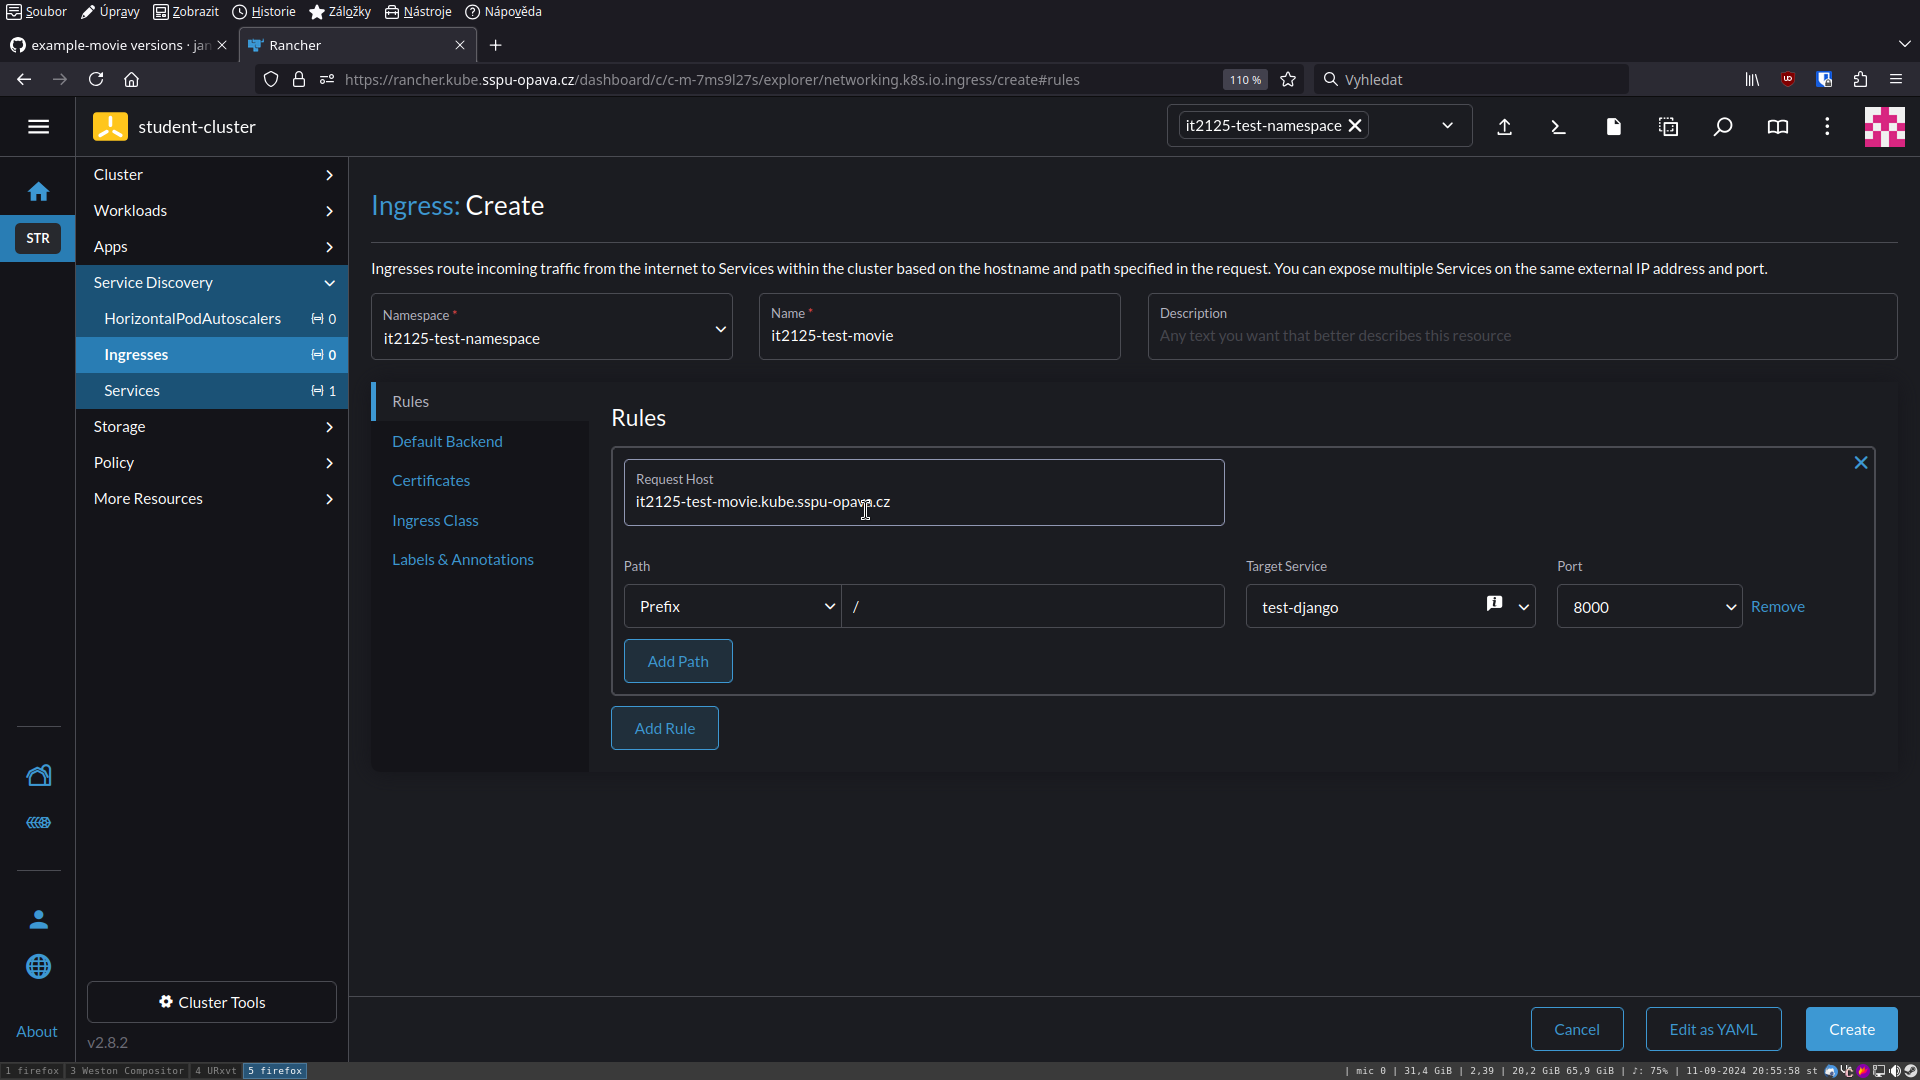 Soubor Úpravy Zobrazit Historie Záložky Nástroje Nápověda
example-movie versions · jan Rancher
https://rancher.kube.sspu-opava.cz/dashboard/c/c-m-7ms9l27s/explorer/networking.k8s.io.ingress/create#rules 110 % Vyhledat
student-cluster it2125-test-namespace
Cluster
Workloads
Apps
Service Discovery
HorizontalPodAutoscalers 0
Ingresses 0
Services 1
Storage
Policy
More Resources
STR
About
Cluster Tools
v2.8.2
Ingress: Create
Ingresses route incoming traffic from the internet to Services within the cluster based on the hostname and path specified in the request. You can expose multiple Services on the same external IP address and port.
Namespace *
it2125-test-namespace
Name *
it2125-test-movie
Description
Any text you want that better describes this resource
Rules
Default Backend
Certificates
Ingress Class
Labels & Annotations
Rules
Request Host
it2125-test-movie.kube.sspu-opava.cz
Path Target Service Port
Prefix / test-django 8000 Remove
Add Path
Add Rule
Cancel Edit as YAML Create
1 firefox 3 Weston Compositor 4 URxvt 5 firefox | mic 0 | 31,4 GiB | 2,39 | 20,2 GiB 65,9 GiB | ♪: 75% | 11-09-2024 20:55:58 st